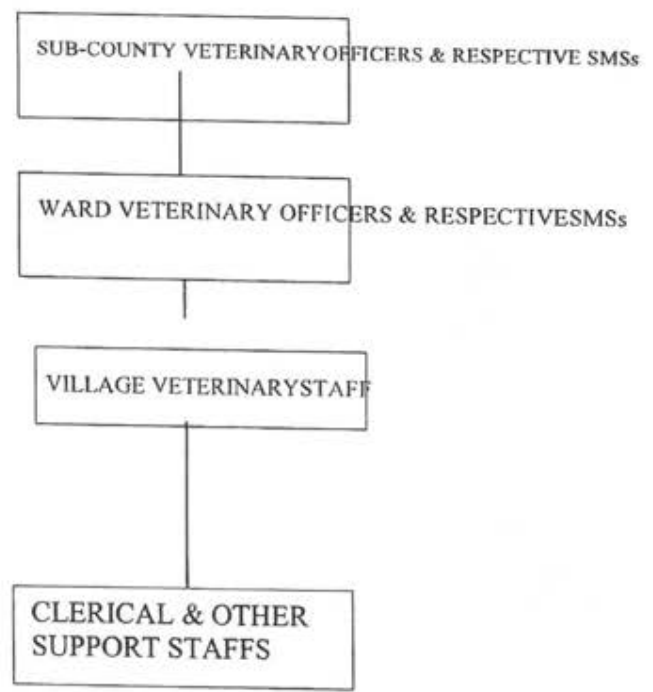 SUB-COUNTY VETERINARYOFFICERS & RESPECTIVE SMSs
WARD VETERINARY OFFICERS & RESPECTIVESMSs
VILLAGE VETERINARYSTAFF
CLERICAL & OTHER
SUPPORT STAFFS